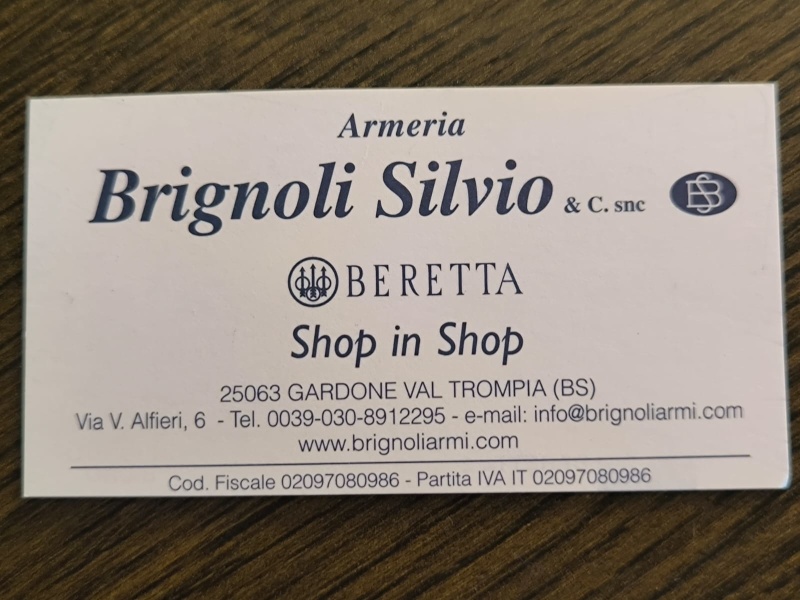 Armeria
Brignoli Silvio & C. snc BS
BERETTA
Shop in Shop
25063 GARDONE VAL TROMPIA (BS)
Via V. Alfieri, 6 - Tel. 0039-030-8912295 - e-mail: info@brignoliarmi.com
www.brignoliarmi.com
Cod. Fiscale 02097080986 - Partita IVA IT 02097080986